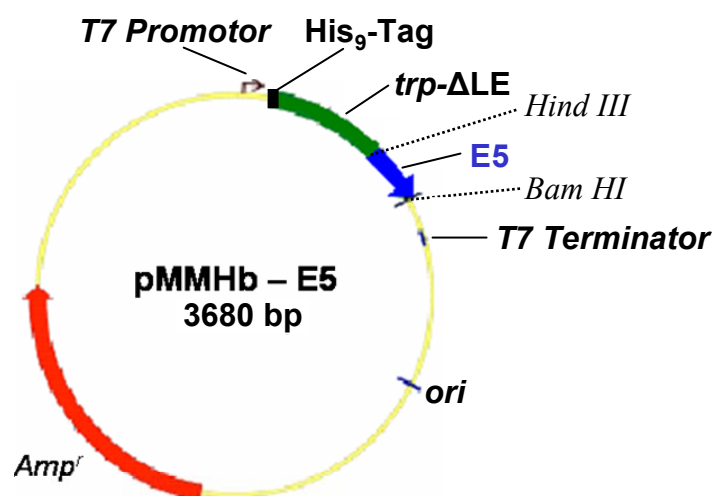 T7 Promotor
His₉-Tag
trp-ΔLE
Hind III
E5
Bam HI
T7 Terminator
pMMHb – E5
3680 bp
ori
Ampʳ